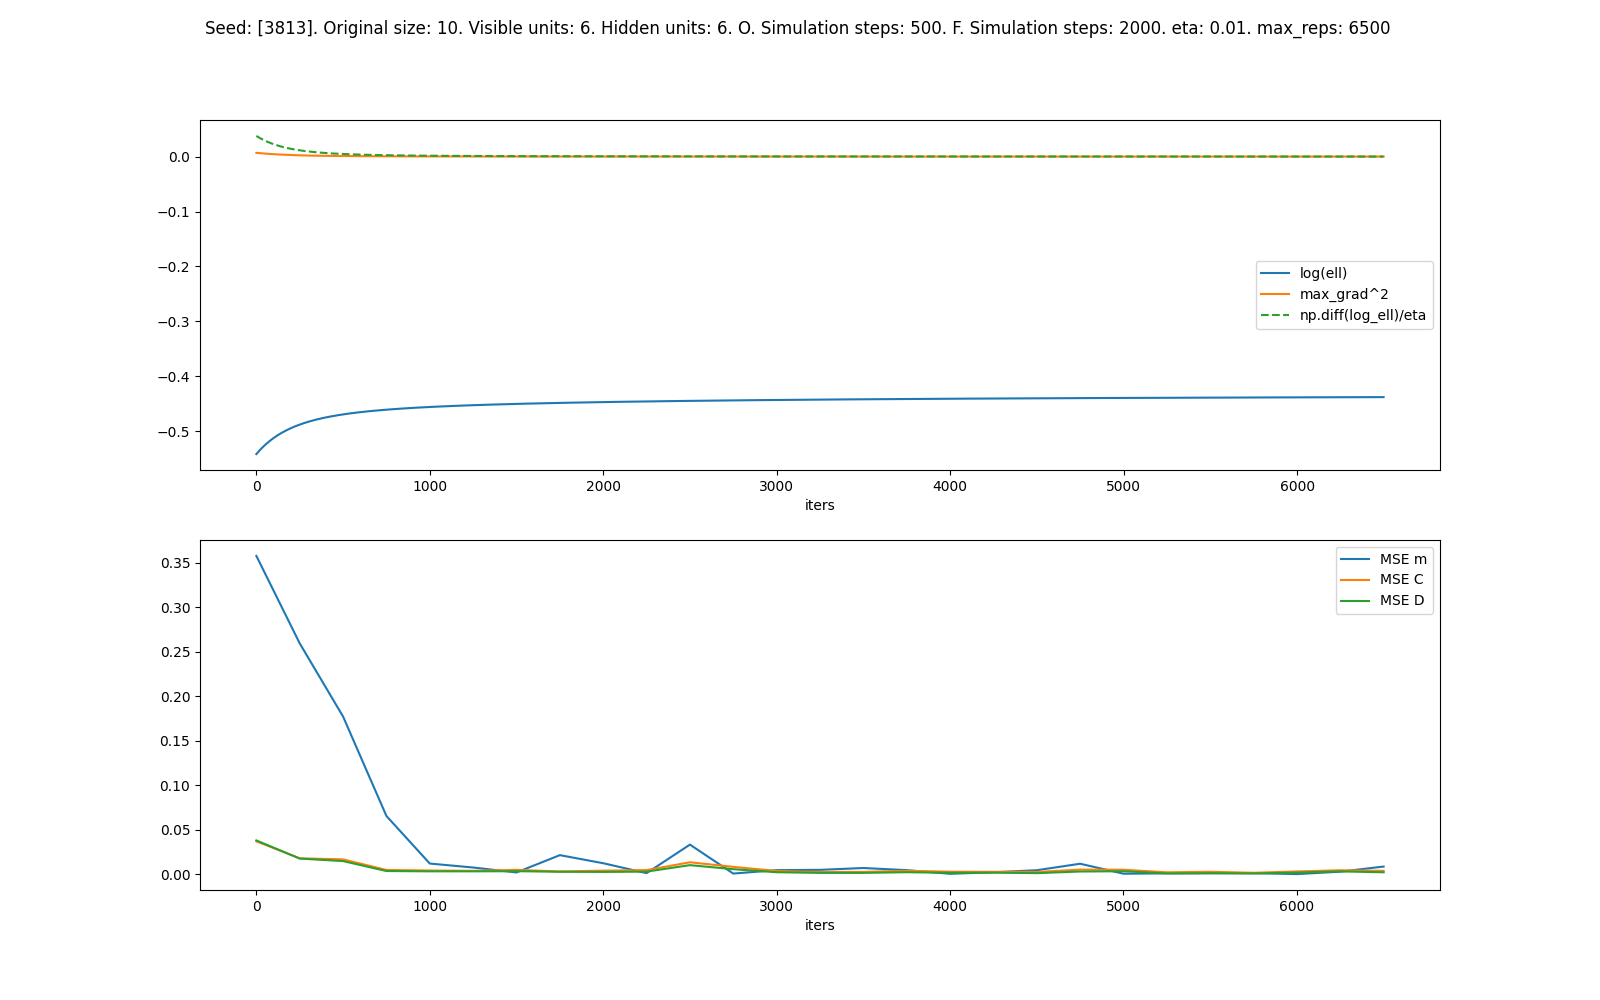 Seed: [3813]. Original size: 10. Visible units: 6. Hidden units: 6. O. Simulation steps: 500. F. Simulation steps: 2000. eta: 0.01. max_reps: 6500
0.0
−0.1
−0.2
−0.3
−0.4
−0.5
log(ell)
max_grad^2
np.diff(log_ell)/eta
0 1000 2000 3000 4000 5000 6000
iters
0.35
0.30
0.25
0.20
0.15
0.10
0.05
0.00
MSE m
MSE C
MSE D
0 1000 2000 3000 4000 5000 6000
iters